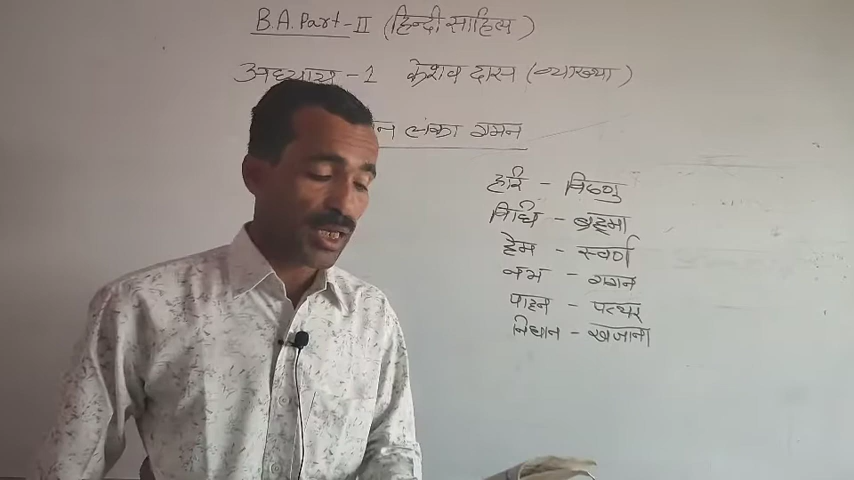 B.A. Part-II (हिन्दी साहित्य)
अध्याय-1 केशव दास (व्याख्या)
लंका गमन
हरि - विष्णु
विधि - ब्रह्मा
हेम - स्वर्ण
नभ - गगन
पाहन - पत्थर
निधान - खजाना